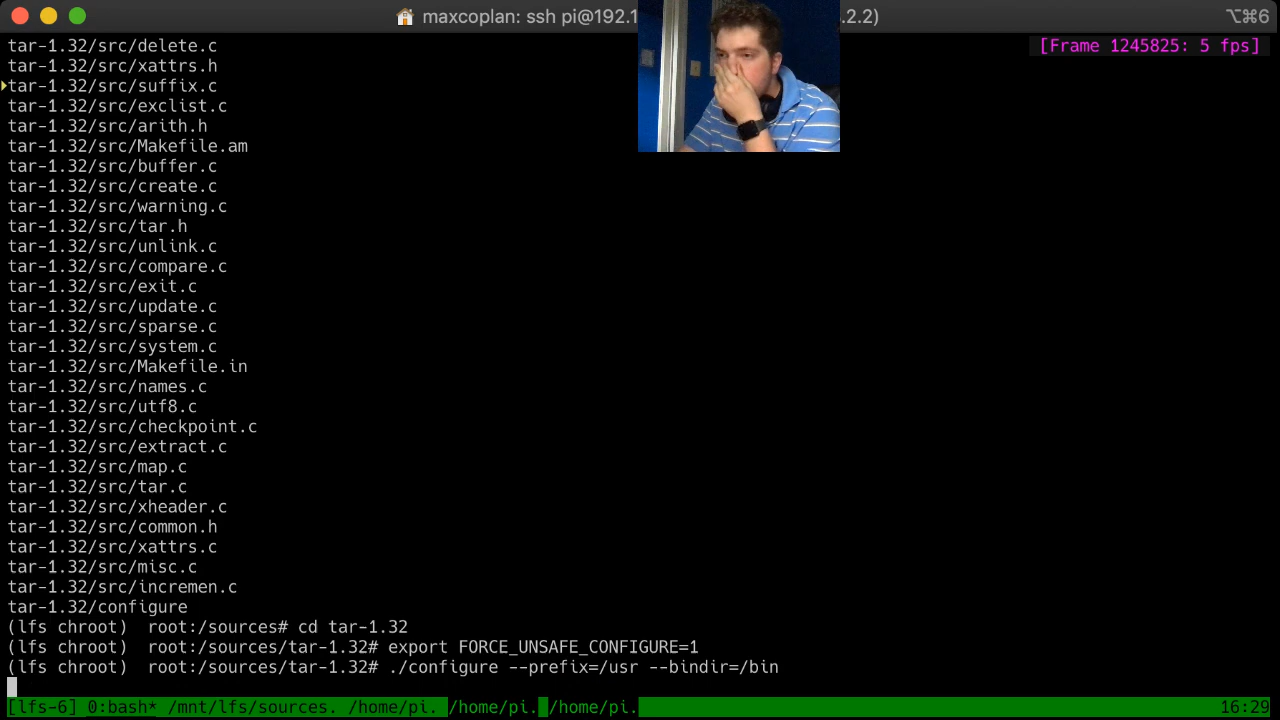 maxcoplan: ssh pi@192.1 .2.2) ⌥⌘6
tar-1.32/src/delete.c
[Frame 1245825: 5 fps]
tar-1.32/src/xattrs.h
tar-1.32/src/suffix.c
tar-1.32/src/exclist.c
tar-1.32/src/arith.h
tar-1.32/src/Makefile.am
tar-1.32/src/buffer.c
tar-1.32/src/create.c
tar-1.32/src/warning.c
tar-1.32/src/tar.h
tar-1.32/src/unlink.c
tar-1.32/src/compare.c
tar-1.32/src/exit.c
tar-1.32/src/update.c
tar-1.32/src/sparse.c
tar-1.32/src/system.c
tar-1.32/src/Makefile.in
tar-1.32/src/names.c
tar-1.32/src/utf8.c
tar-1.32/src/checkpoint.c
tar-1.32/src/extract.c
tar-1.32/src/map.c
tar-1.32/src/tar.c
tar-1.32/src/xheader.c
tar-1.32/src/common.h
tar-1.32/src/xattrs.c
tar-1.32/src/misc.c
tar-1.32/src/incremen.c
tar-1.32/configure
(lfs chroot)  root:/sources# cd tar-1.32
(lfs chroot)  root:/sources/tar-1.32# export FORCE_UNSAFE_CONFIGURE=1
(lfs chroot)  root:/sources/tar-1.32# ./configure --prefix=/usr --bindir=/bin
[lfs-6] 0:bash* /mnt/lfs/sources. /home/pi. /home/pi. /home/pi. 16:29